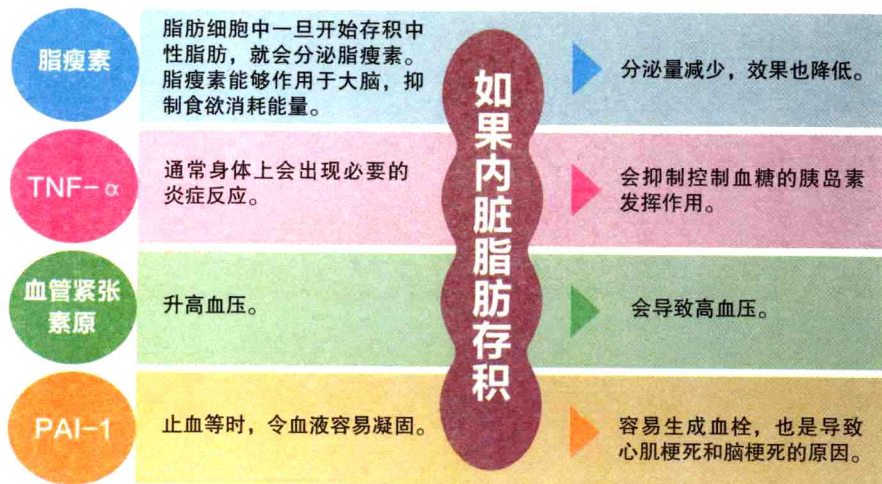 脂瘦素
脂肪细胞中一旦开始存积中
性脂肪，就会分泌脂瘦素。
脂瘦素能够作用于大脑，抑
制食欲消耗能量。
分泌量减少，效果也降低。
TNF-α
通常身体上会出现必要的
炎症反应。
会抑制控制血糖的胰岛素
发挥作用。
血管紧张
素原
升高血压。
会导致高血压。
PAI-1
止血等时，令血液容易凝固。
容易生成血栓，也是导致
心肌梗死和脑梗死的原因。
如果内脏脂肪存积